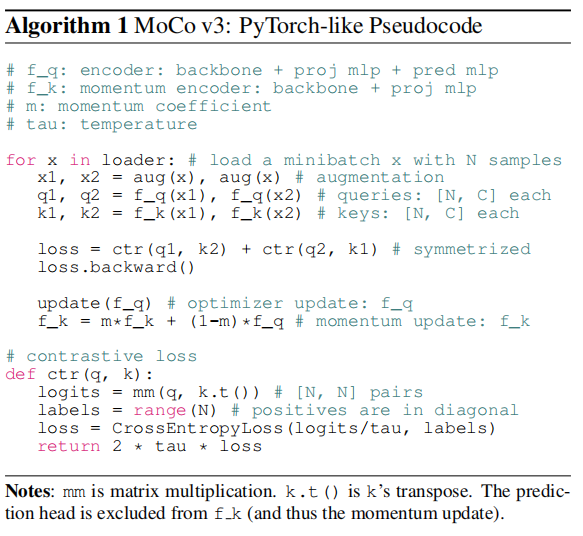 Algorithm 1 MoCo v3: PyTorch-like Pseudocode
# f_q: encoder: backbone + proj mlp + pred mlp
# f_k: momentum encoder: backbone + proj mlp
# m: momentum coefficient
# tau: temperature
for x in loader: # load a minibatch x with N samples
x1, x2 = aug(x), aug(x) # augmentation
q1, q2 = f_q(x1), f_q(x2) # queries: [N, C] each
k1, k2 = f_k(x1), f_k(x2) # keys: [N, C] each
loss = ctr(q1, k2) + ctr(q2, k1) # symmetrized
loss.backward()
update(f_q) # optimizer update: f_q
f_k = m*f_k + (1-m)*f_q # momentum update: f_k
# contrastive loss
def ctr(q, k):
logits = mm(q, k.t()) # [N, N] pairs
labels = range(N) # positives are in diagonal
loss = CrossEntropyLoss(logits/tau, labels)
return 2 * tau * loss
Notes: mm is matrix multiplication. k.t() is k's transpose. The predic-
tion head is excluded from f_k (and thus the momentum update).